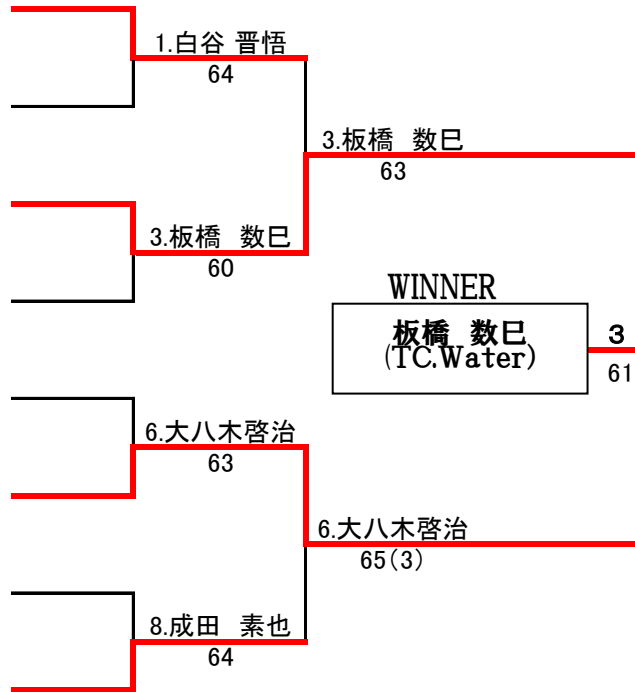 1.白谷 晋悟
64
3.板橋　数巳
63
3.板橋　数巳
60
WINNER
板橋 数巳
(TC.Water)
3
61
6.大八木啓治
63
6.大八木啓治
65(3)
8.成田　素也
64